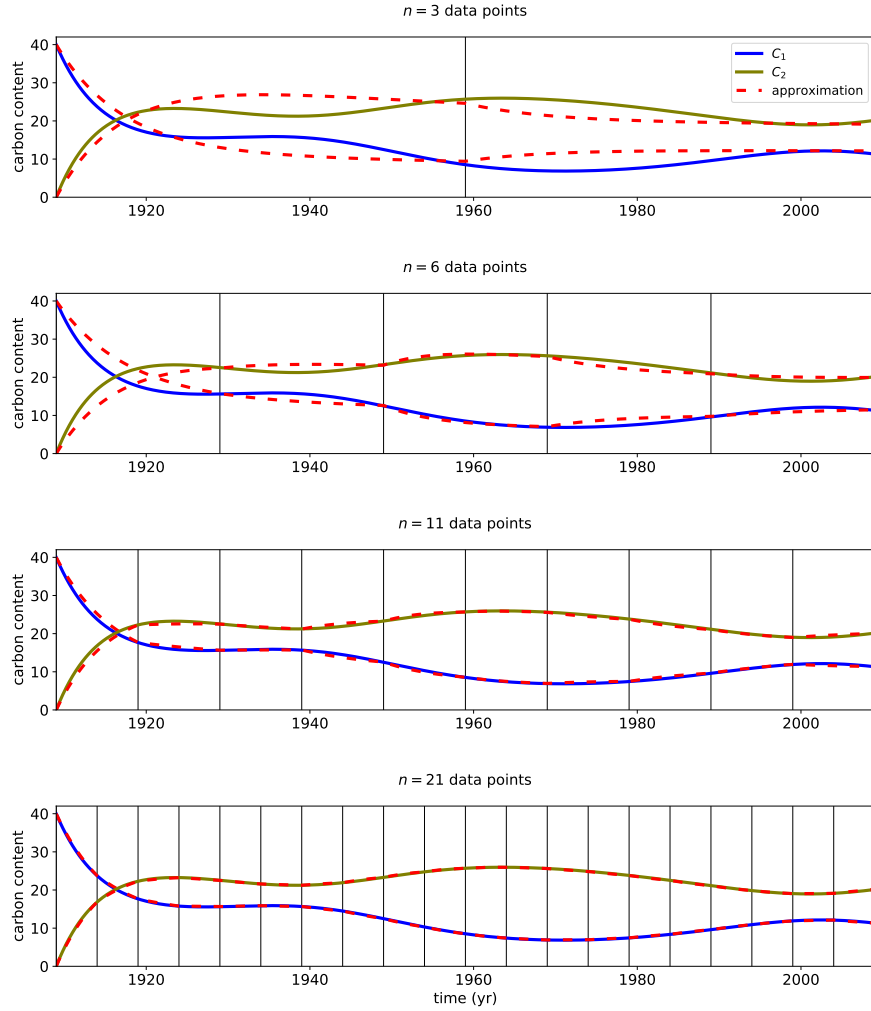 n = 3 data points
carbon content
40
30
20
10
0
C₁
C₂
approximation
1920 1940 1960 1980 2000
n = 6 data points
carbon content
40
30
20
10
0
1920 1940 1960 1980 2000
n = 11 data points
carbon content
40
30
20
10
0
1920 1940 1960 1980 2000
n = 21 data points
carbon content
40
30
20
10
0
1920 1940 1960 1980 2000
time (yr)